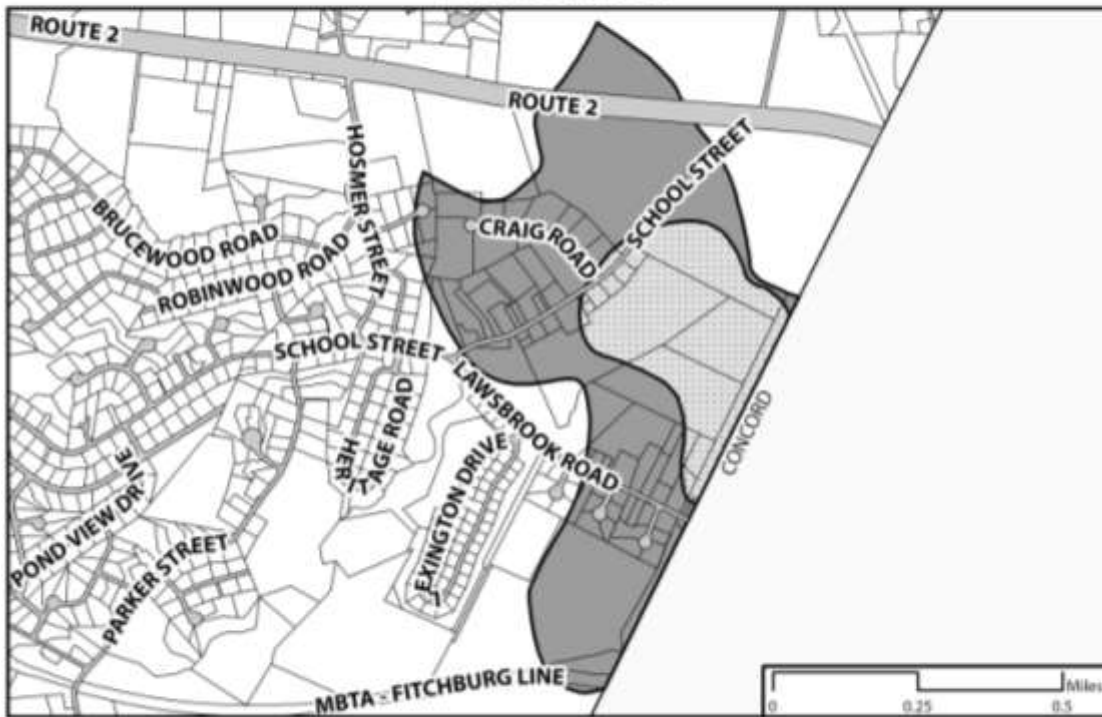 ROUTE 2
ROUTE 2
HOSMER STREET
SCHOOL STREET
BRUCEWOOD ROAD
CRAIG ROAD
ROBINWOOD ROAD
SCHOOL STREET
LAWSBROOK ROAD
HERITAGE ROAD
CONCORD
LEXINGTON DRIVE
POND VIEW DRIVE
PARKER STREET
MBTA - FITCHBURG LINE
Miles
0 0.25 0.5